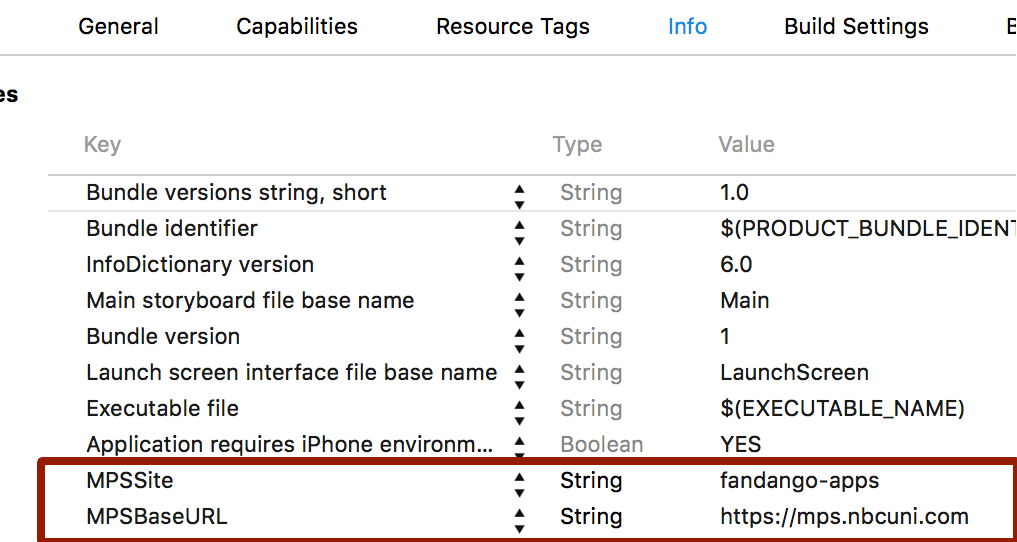 General Capabilities Resource Tags Info Build Settings B
es
Key Type Value
Bundle versions string, short String 1.0
Bundle identifier String $(PRODUCT_BUNDLE_IDENT
InfoDictionary version String 6.0
Main storyboard file base name String Main
Bundle version String 1
Launch screen interface file base name String LaunchScreen
Executable file String $(EXECUTABLE_NAME)
Application requires iPhone environm... Boolean YES
MPSSite String fandango-apps
MPSBaseURL String https://mps.nbcuni.com